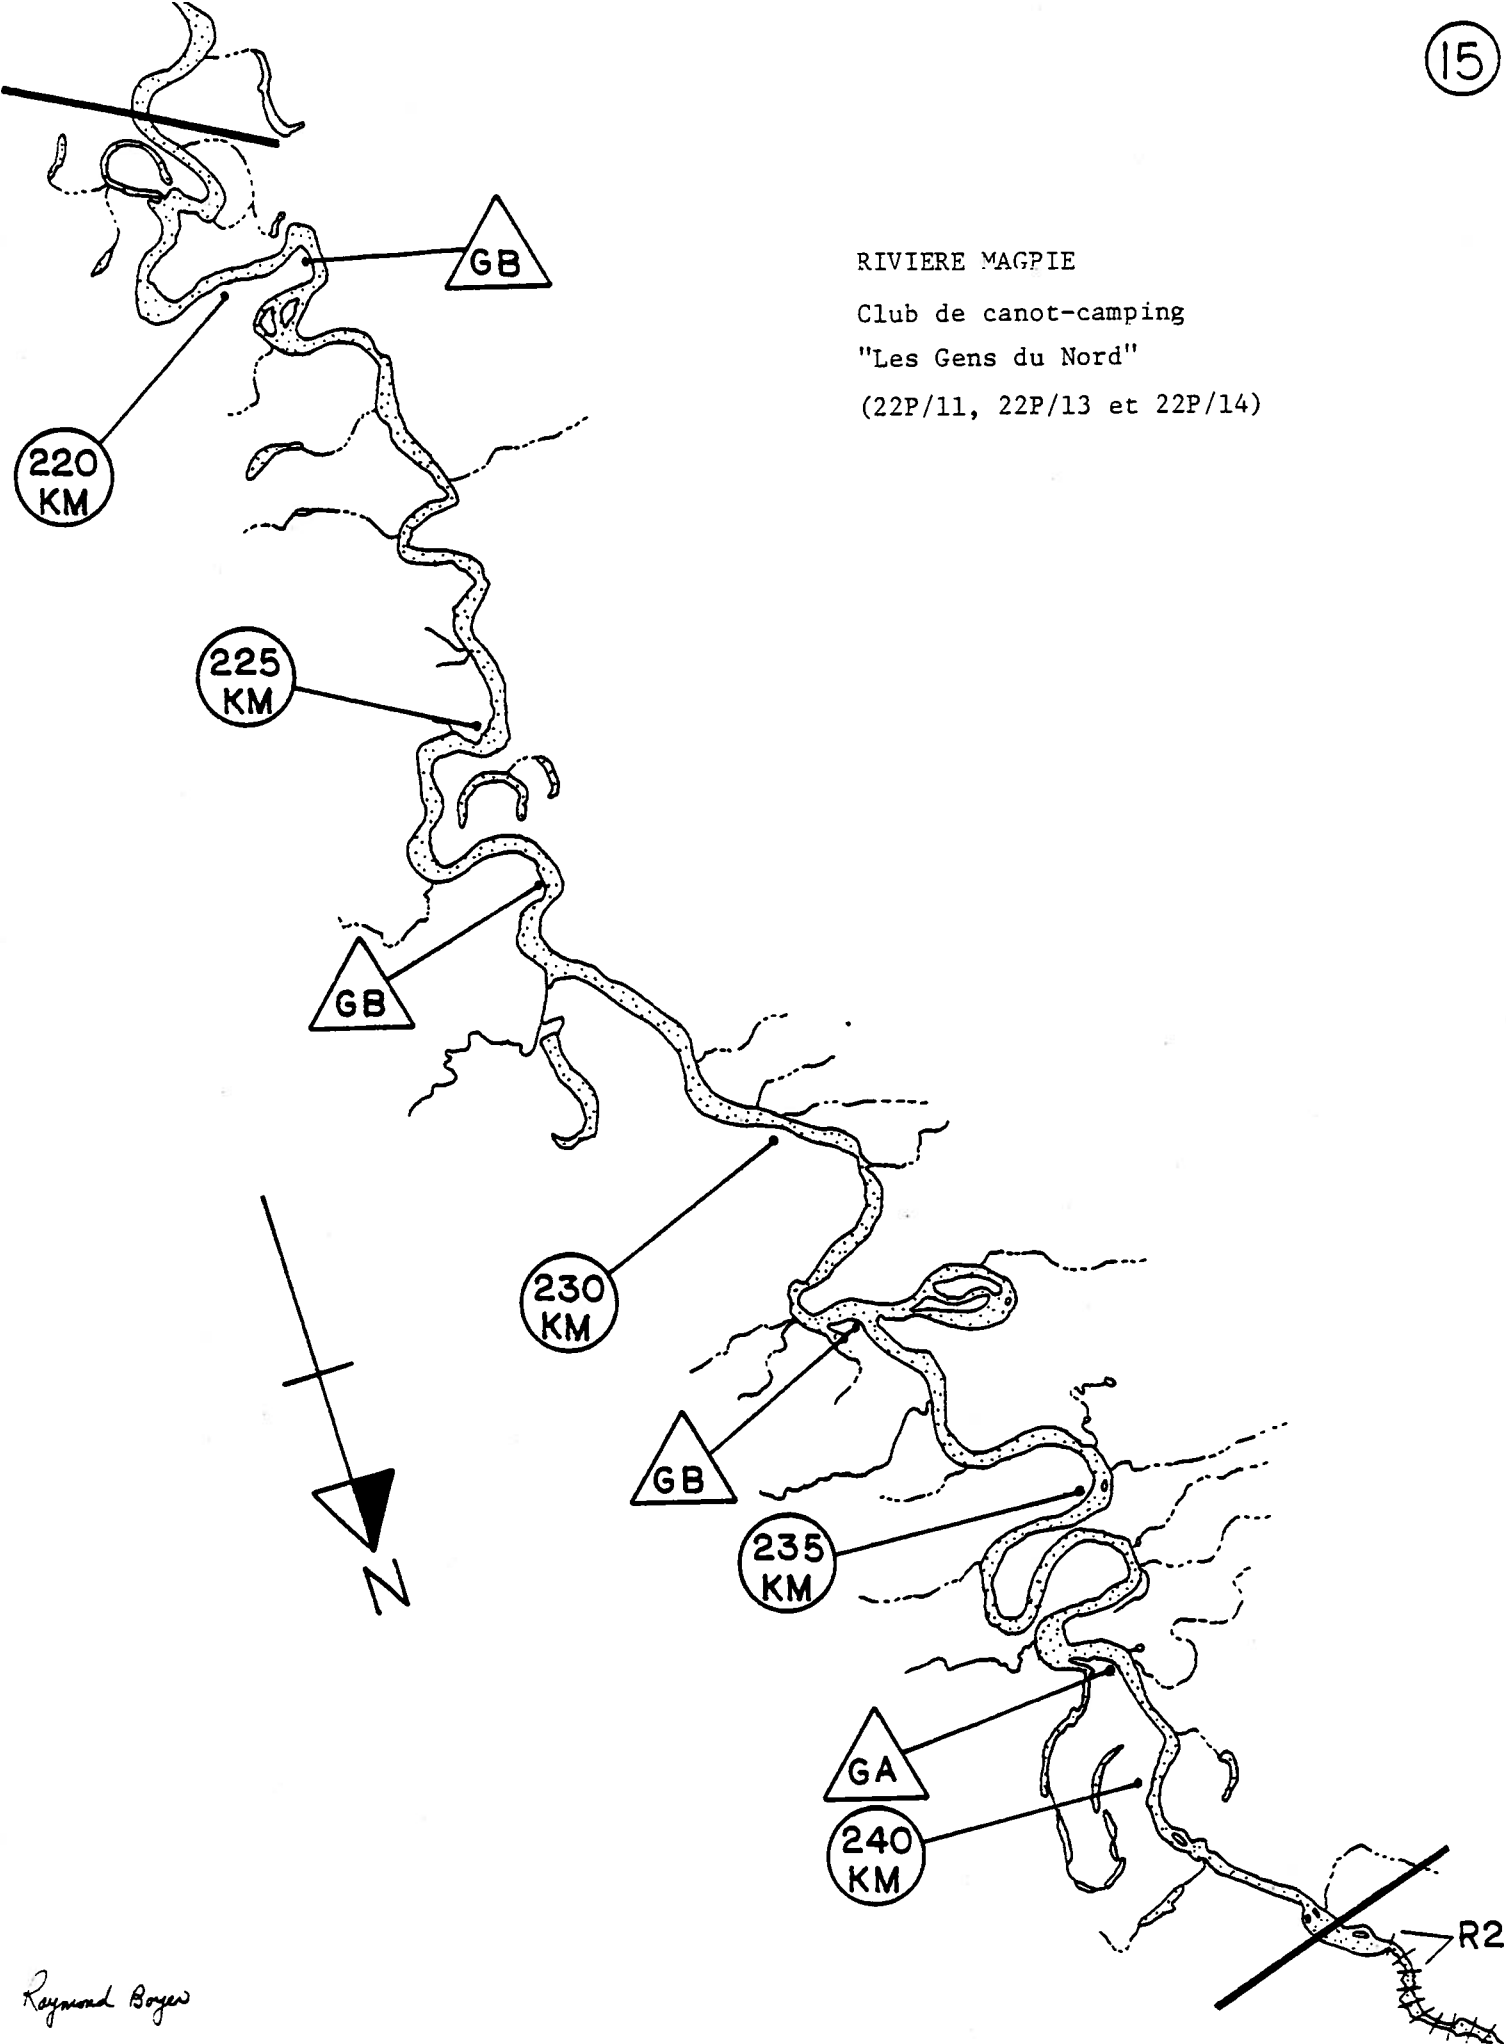 15
RIVIERE MAGPIE
Club de canot-camping
"Les Gens du Nord"
(22P/11, 22P/13 et 22P/14)
GB
220
KM
225
KM
GB
230
KM
N
GB
235
KM
GA
240
KM
R2
Raymond Boyer